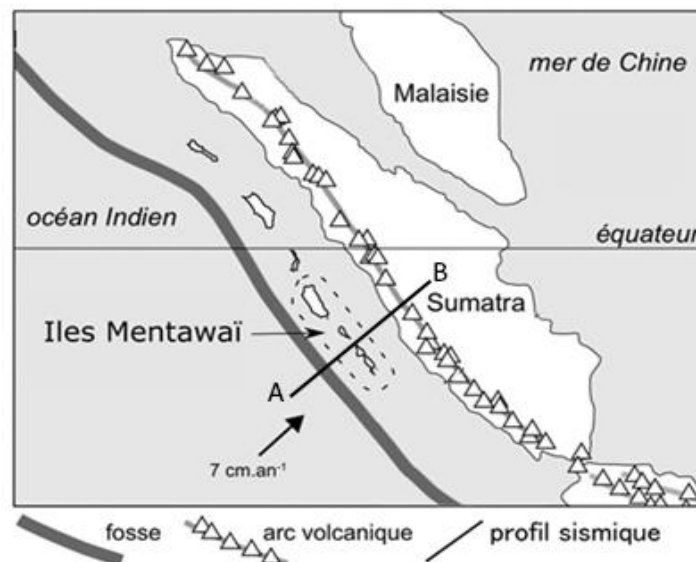 mer de Chine
Malaisie
océan Indien
équateur
B
Sumatra
Iles Mentawaï
A
7 cm.an⁻¹
fosse
arc volcanique
profil sismique